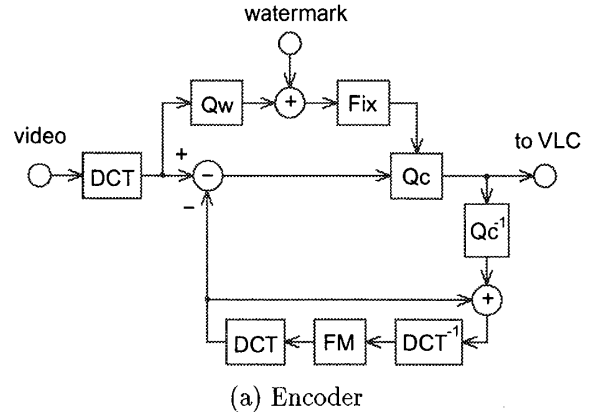 watermark
Qw
+
Fix
video
+
to VLC
DCT
−
Qc
−
Qc⁻¹
+
DCT
FM
DCT⁻¹
(a) Encoder